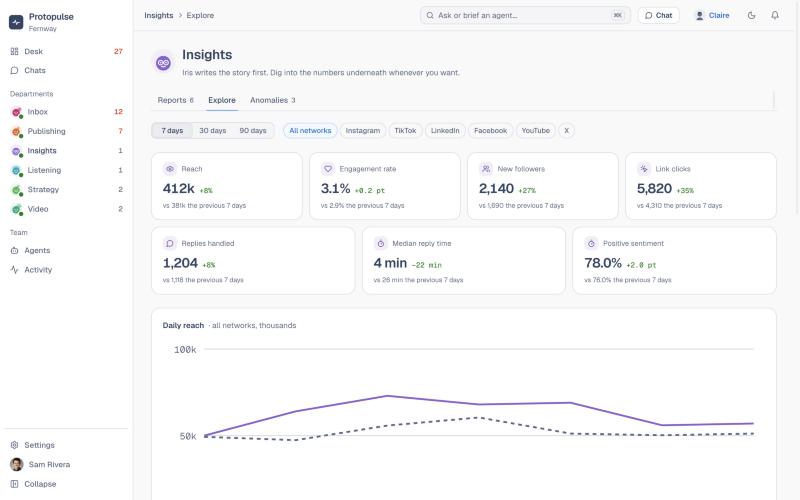 Protopulse
Fernway
Desk 27
Chats
Departments
Inbox 12
Publishing 7
Insights 1
Listening 1
Strategy 2
Video 2
Team
Agents
Activity
Settings
Sam Rivera
Collapse
Insights > Explore
Ask or brief an agent... ⌘K
Chat
Claire
Insights
Iris writes the story first. Dig into the numbers underneath whenever you want.
Reports 6 Explore Anomalies 3
7 days 30 days 90 days All networks Instagram TikTok LinkedIn Facebook YouTube X
Reach
412k +8%
vs 381k the previous 7 days
Engagement rate
3.1% +0.2 pt
vs 2.9% the previous 7 days
New followers
2,140 +27%
vs 1,690 the previous 7 days
Link clicks
5,820 +35%
vs 4,310 the previous 7 days
Replies handled
1,204 +8%
vs 1,118 the previous 7 days
Median reply time
4 min -22 min
vs 26 min the previous 7 days
Positive sentiment
78.0% +2.0 pt
vs 76.0% the previous 7 days
Daily reach · all networks, thousands
100k
50k